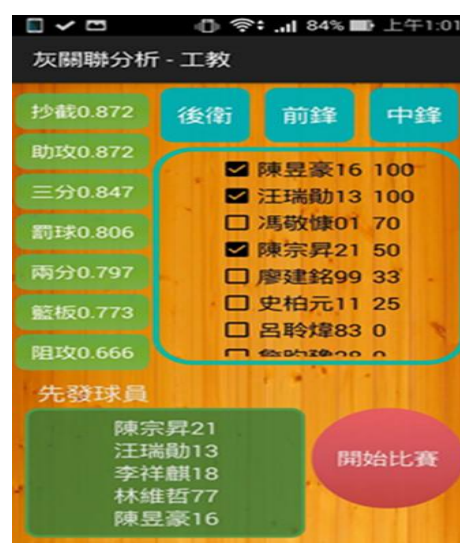 84% 上午1:01
灰關聯分析 - 工教
抄截0.872
助攻0.872
三分0.847
罰球0.806
兩分0.797
籃板0.773
阻攻0.666
後衛 前鋒 中鋒
陳昱豪16 100
汪瑞勛13 100
馮敬慷01 70
陳宗昇21 50
廖建銘99 33
史柏元11 25
呂聆煒83 0
先發球員
陳宗昇21
汪瑞勛13
李祥麒18
林維哲77
陳昱豪16
開始比賽